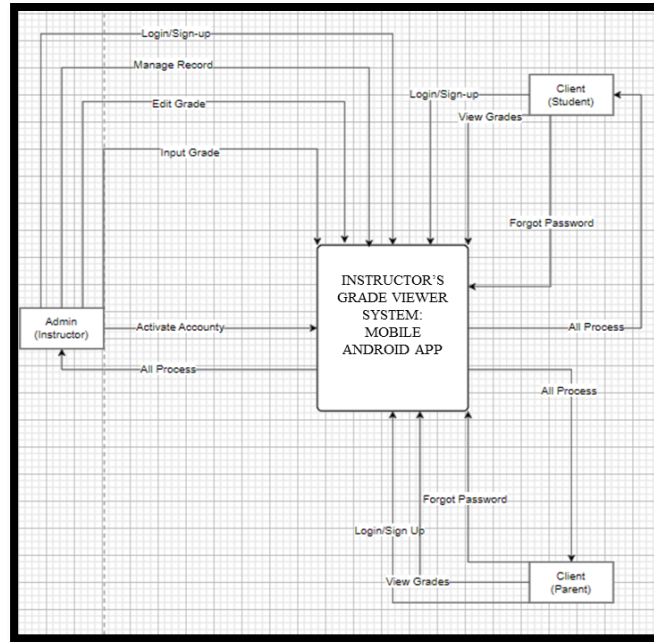 Login/Sign-up
Manage Record
Edit Grade
Input Grade
Login/Sign-up
View Grades
Client
(Student)
Forgot Password
INSTRUCTOR'S
GRADE VIEWER
SYSTEM:
MOBILE
ANDROID APP
Admin
(Instructor)
Activate Accounty
All Process
All Process
All Process
Forgot Password
Login/Sign Up
View Grades
Client
(Parent)